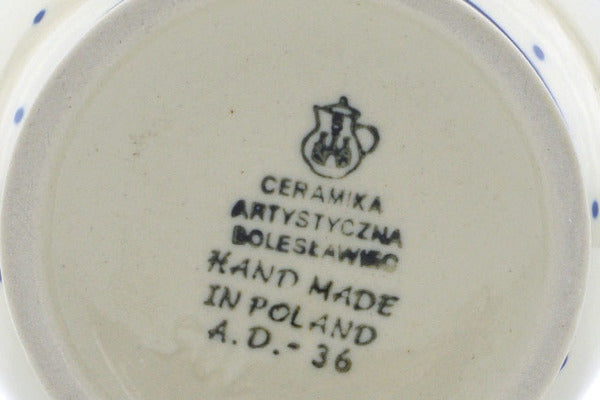 CERAMIKA
ARTYSTYCZNA
BOLESŁAWIEC
HAND MADE
IN POLAND
A.D.- 36